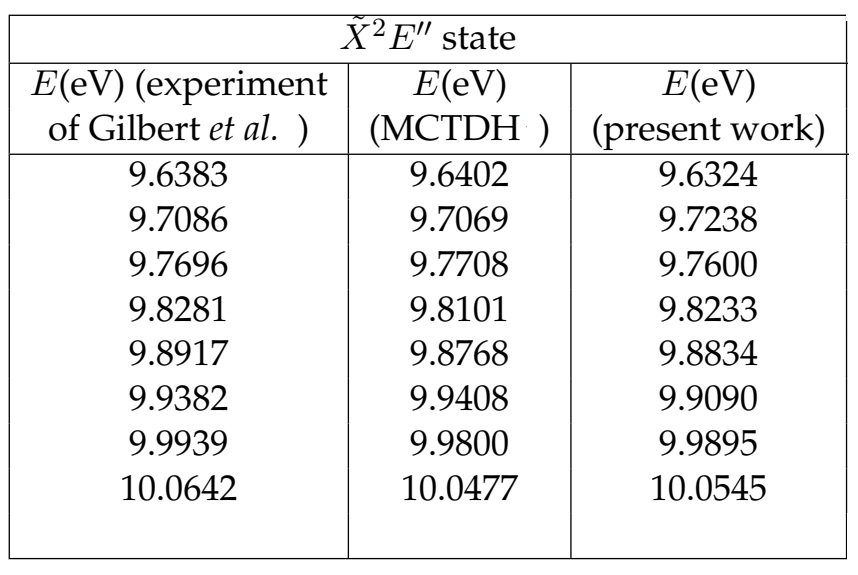 X̃²E″ state
E(eV) (experiment E(eV) E(eV)
of Gilbert et al. ) (MCTDH ) (present work)
9.6383 9.6402 9.6324
9.7086 9.7069 9.7238
9.7696 9.7708 9.7600
9.8281 9.8101 9.8233
9.8917 9.8768 9.8834
9.9382 9.9408 9.9090
9.9939 9.9800 9.9895
10.0642 10.0477 10.0545